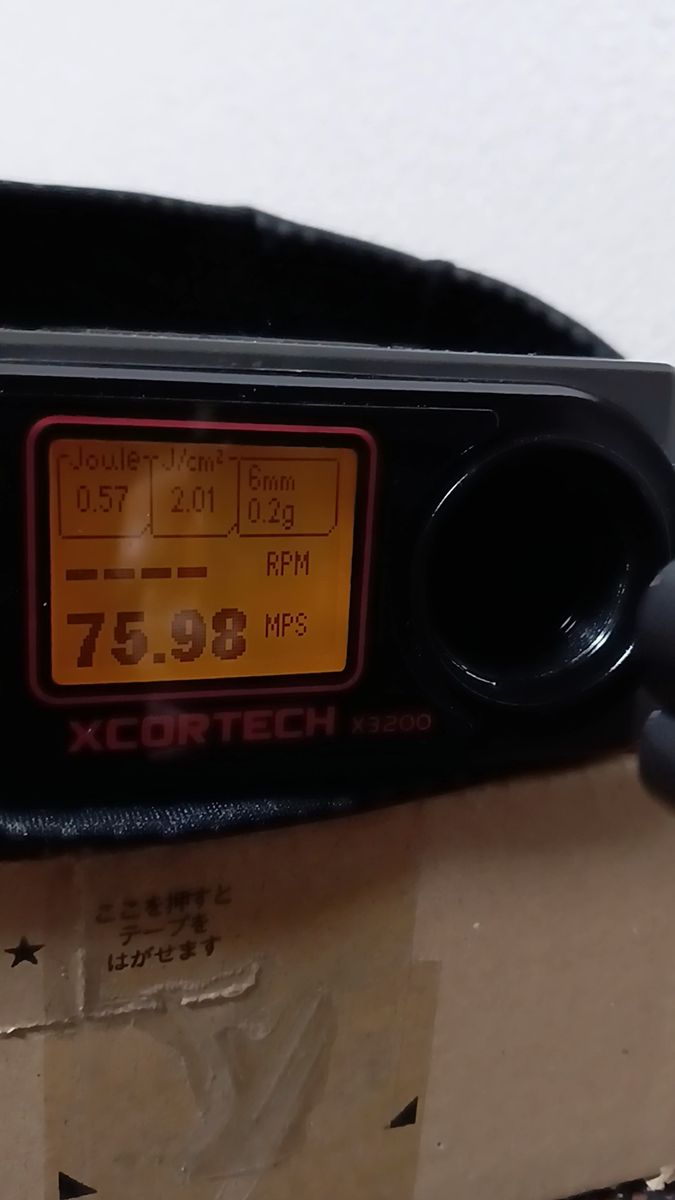 Joule J/cm²
0.57 2.01 6mm
0.2g
---- RPM
75.98 MPS
XCORTECH X3200
ここを押すと
テープを
はがせます